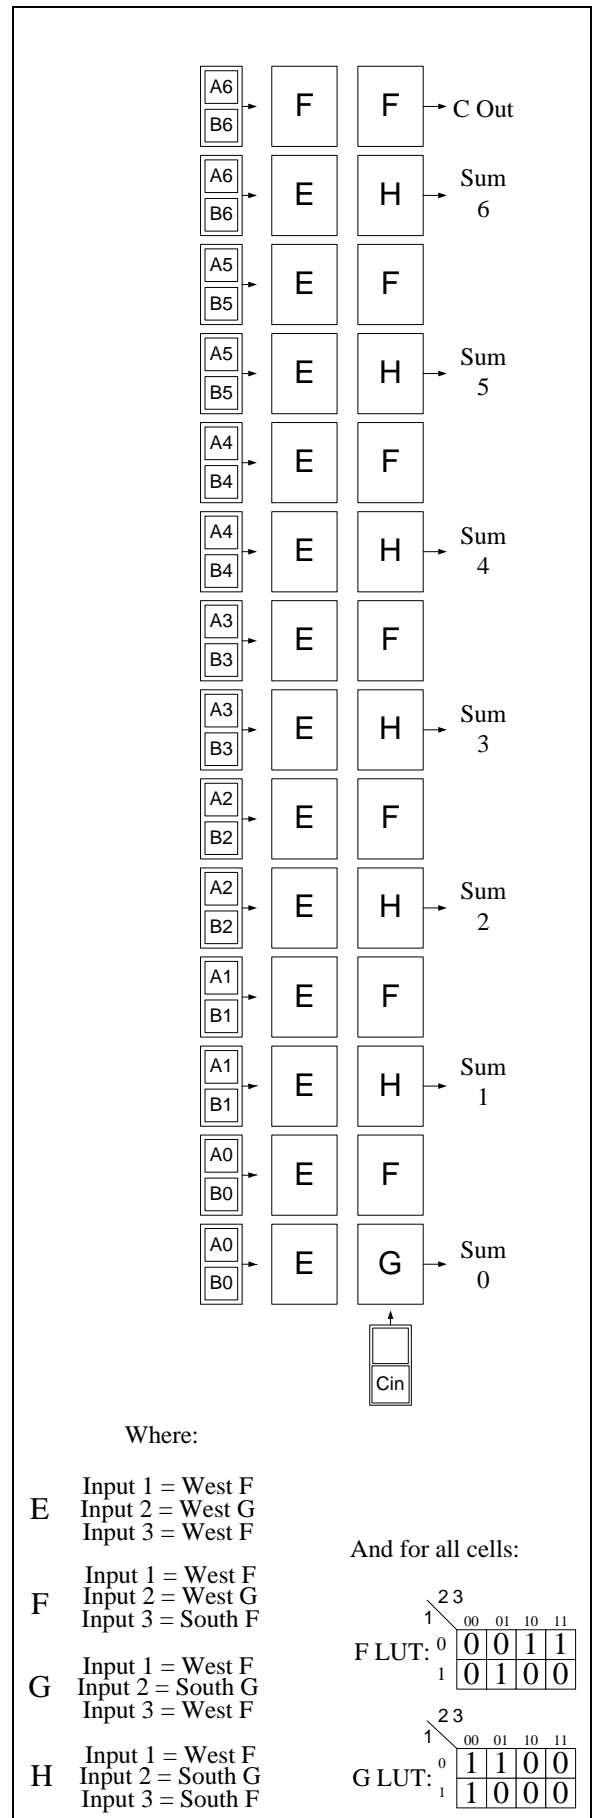 A6
B6
F F
C Out
A6
B6
E H
Sum
6
A5
B5
E F
A5
B5
E H
Sum
5
A4
B4
E F
A4
B4
E H
Sum
4
A3
B3
E F
A3
B3
E H
Sum
3
A2
B2
E F
A2
B2
E H
Sum
2
A1
B1
E F
A1
B1
E H
Sum
1
A0
B0
E F
A0
B0
E G
Sum
0
Cin
Where:
E
Input 1 = West F
Input 2 = West G
Input 3 = West F
F
Input 1 = West F
Input 2 = West G
Input 3 = South F
G
Input 1 = West F
Input 2 = South G
Input 3 = West F
H
Input 1 = West F
Input 2 = South G
Input 3 = South F
And for all cells:
2 3
1 00 01 10 11
F LUT: 0 0 0 1 1
1 0 1 0 0
2 3
1 00 01 10 11
G LUT: 0 1 1 0 0
1 1 0 0 0